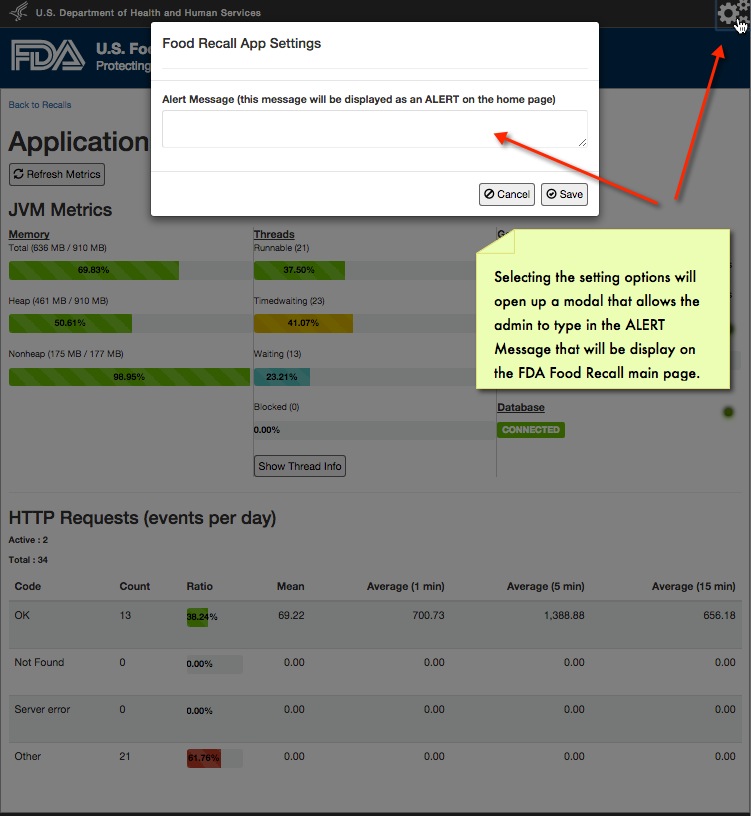 U.S. Department of Health and Human Services
FDA
U.S. Foo
Protecting
Food Recall App Settings
Alert Message (this message will be displayed as an ALERT on the home page)
Cancel
Save
Back to Recalls
Application
Refresh Metrics
JVM Metrics
Memory
Total (636 MB / 910 MB)
69.83%
Heap (461 MB / 910 MB)
50.61%
Nonheap (175 MB / 177 MB)
98.95%
Threads
Runnable (21)
37.50%
Timedwaiting (23)
41.07%
Waiting (13)
23.21%
Blocked (0)
0.00%
Show Thread Info
Selecting the setting options will
open up a modal that allows the
admin to type in the ALERT
Message that will be display on
the FDA Food Recall main page.
Database
CONNECTED
HTTP Requests (events per day)
Active : 2
Total : 34
Code Count Ratio Mean Average (1 min) Average (5 min) Average (15 min)
OK 13 38.24% 69.22 700.73 1,388.88 656.18
Not Found 0 0.00% 0.00 0.00 0.00 0.00
Server error 0 0.00% 0.00 0.00 0.00 0.00
Other 21 61.76% 0.00 0.00 0.00 0.00